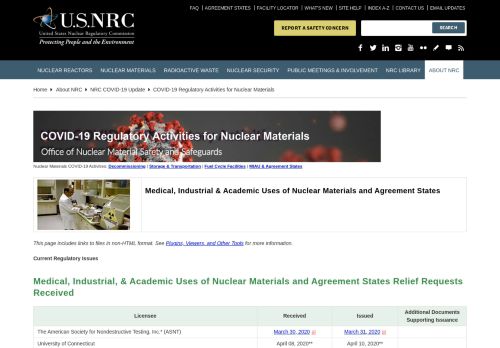 FAQ | AGREEMENT STATES | FACILITY LOCATOR | WHAT'S NEW | SITE HELP | INDEX A-Z | CONTACT US | EMAIL UPDATES
U.S.NRC
United States Nuclear Regulatory Commission
Protecting People and the Environment
REPORT A SAFETY CONCERN
SEARCH
NUCLEAR REACTORS NUCLEAR MATERIALS RADIOACTIVE WASTE NUCLEAR SECURITY PUBLIC MEETINGS & INVOLVEMENT NRC LIBRARY ABOUT NRC
Home About NRC NRC COVID-19 Update COVID-19 Regulatory Activities for Nuclear Materials
COVID-19 Regulatory Activities for Nuclear Materials
Office of Nuclear Material Safety and Safeguards
Nuclear Materials COVID-19 Activities: Decommissioning | Storage & Transportation | Fuel Cycle Facilities | MIAU & Agreement States
Medical, Industrial & Academic Uses of Nuclear Materials and Agreement States
This page includes links to files in non-HTML format. See Plugins, Viewers, and Other Tools for more information.
Current Regulatory Issues
Medical, Industrial, & Academic Uses of Nuclear Materials and Agreement States Relief Requests
Received
Licensee Received Issued Additional Documents Supporting Issuance
The American Society for Nondestructive Testing, Inc.* (ASNT) March 30, 2020 March 31, 2020
University of Connecticut April 08, 2020** April 10, 2020**